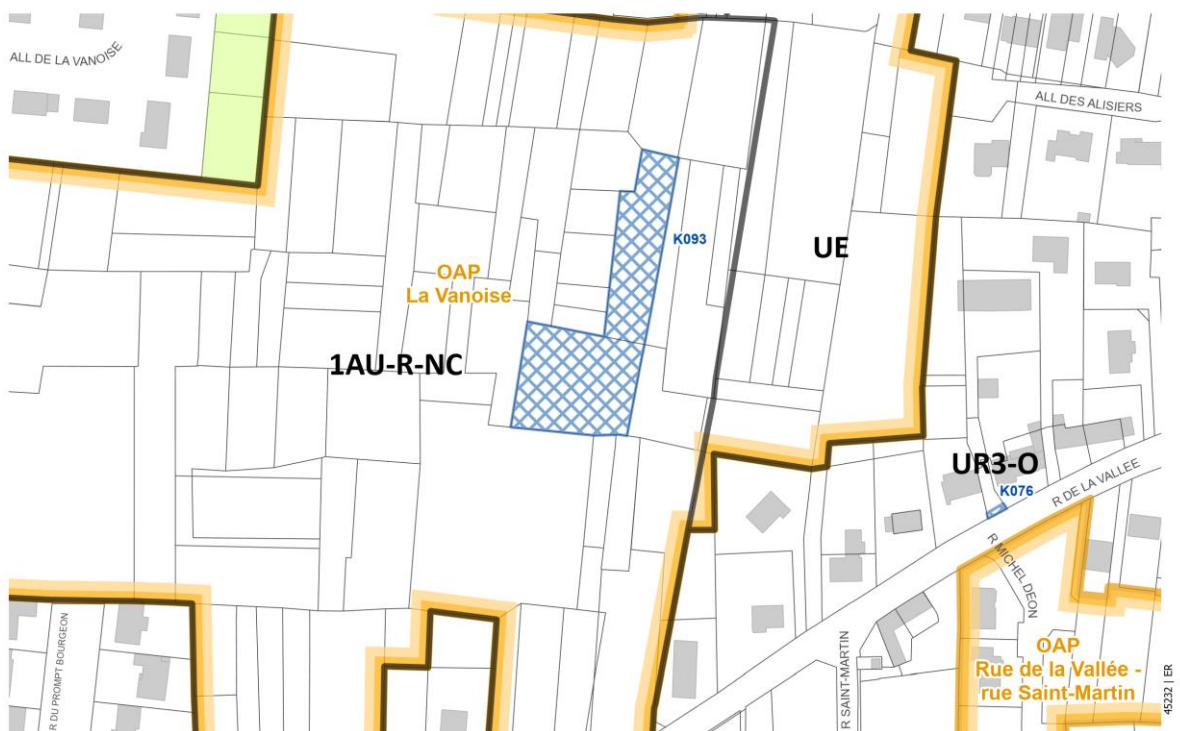 ALL DE LA VANOISE
ALL DES ALISIERS
K093
UE
OAP
La Vanoise
1AU-R-NC
UR3-O
K076
R DE LA VALLEE
R MICHEL DEON
R DU PROMPT BOURGEON
R SAINT-MARTIN
OAP
Rue de la Vallée -
rue Saint-Martin
45232 | ER